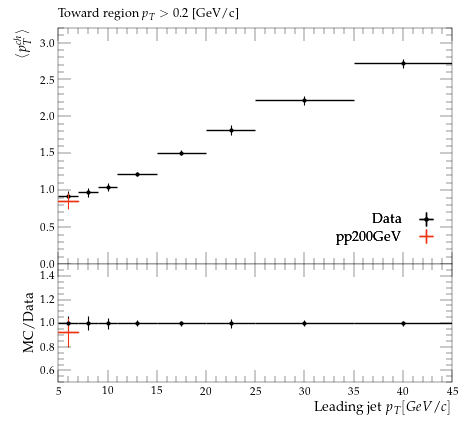 Toward region p_T > 0.2 [GeV/c]
⟨p_T^ch⟩
3.0
2.5
2.0
1.5
1.0
0.5
0.0
Data
pp200GeV
MC/Data
1.4
1.2
1.0
0.8
0.6
5 10 15 20 25 30 35 40 45
Leading jet p_T[GeV/c]